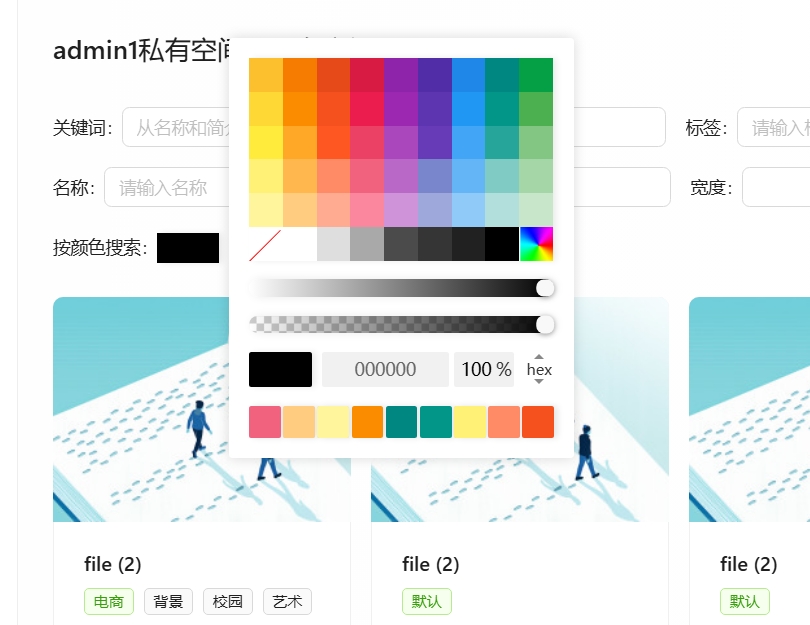 admin1私有空间
关键词: 从名称和简介 标签: 请输入标
名称: 请输入名称 宽度:
按颜色搜索:
000000 100 % hex
file (2) file (2) file (2)
电商 背景 校园 艺术 默认 默认